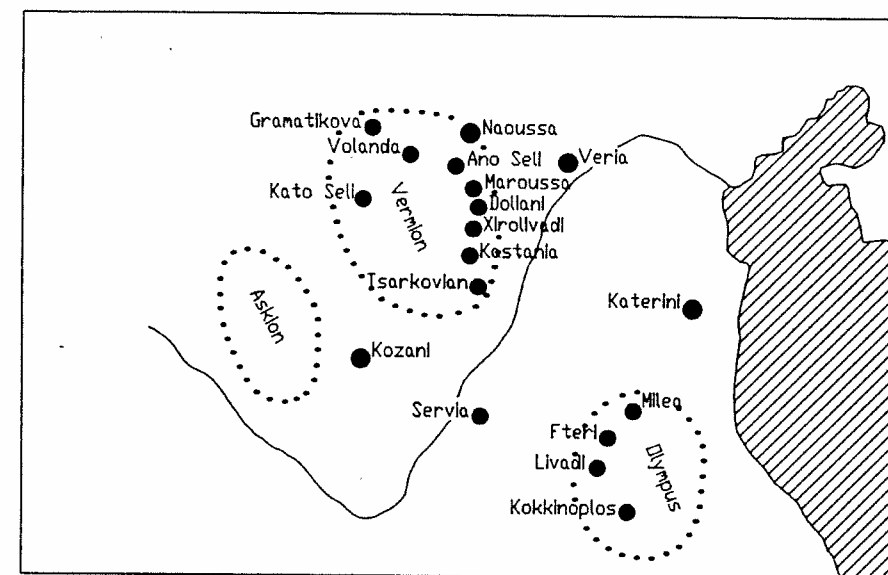 Gramatikova
Naoussa
Volanda
Ano Seli
Veria
Kato Seli
Maroussa
Doliani
Xirolivadi
Kastania
Vermion
Tsarkovian
Askion
Katerini
Kozani
Servia
Milea
Fteri
Livadi
Olympus
Kokkinoplos